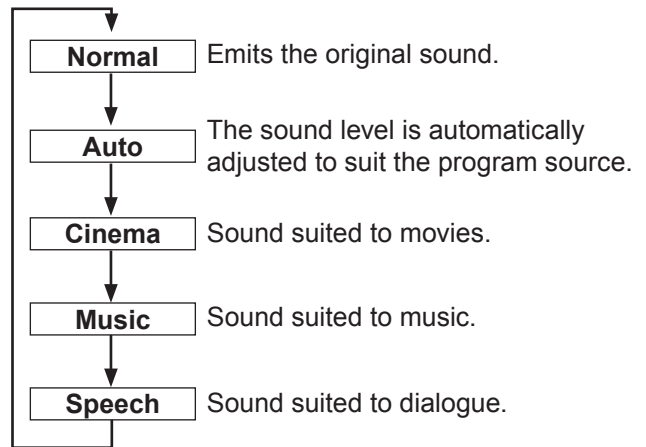 Normal Emits the original sound.
Auto The sound level is automatically
adjusted to suit the program source.
Cinema Sound suited to movies.
Music Sound suited to music.
Speech Sound suited to dialogue.